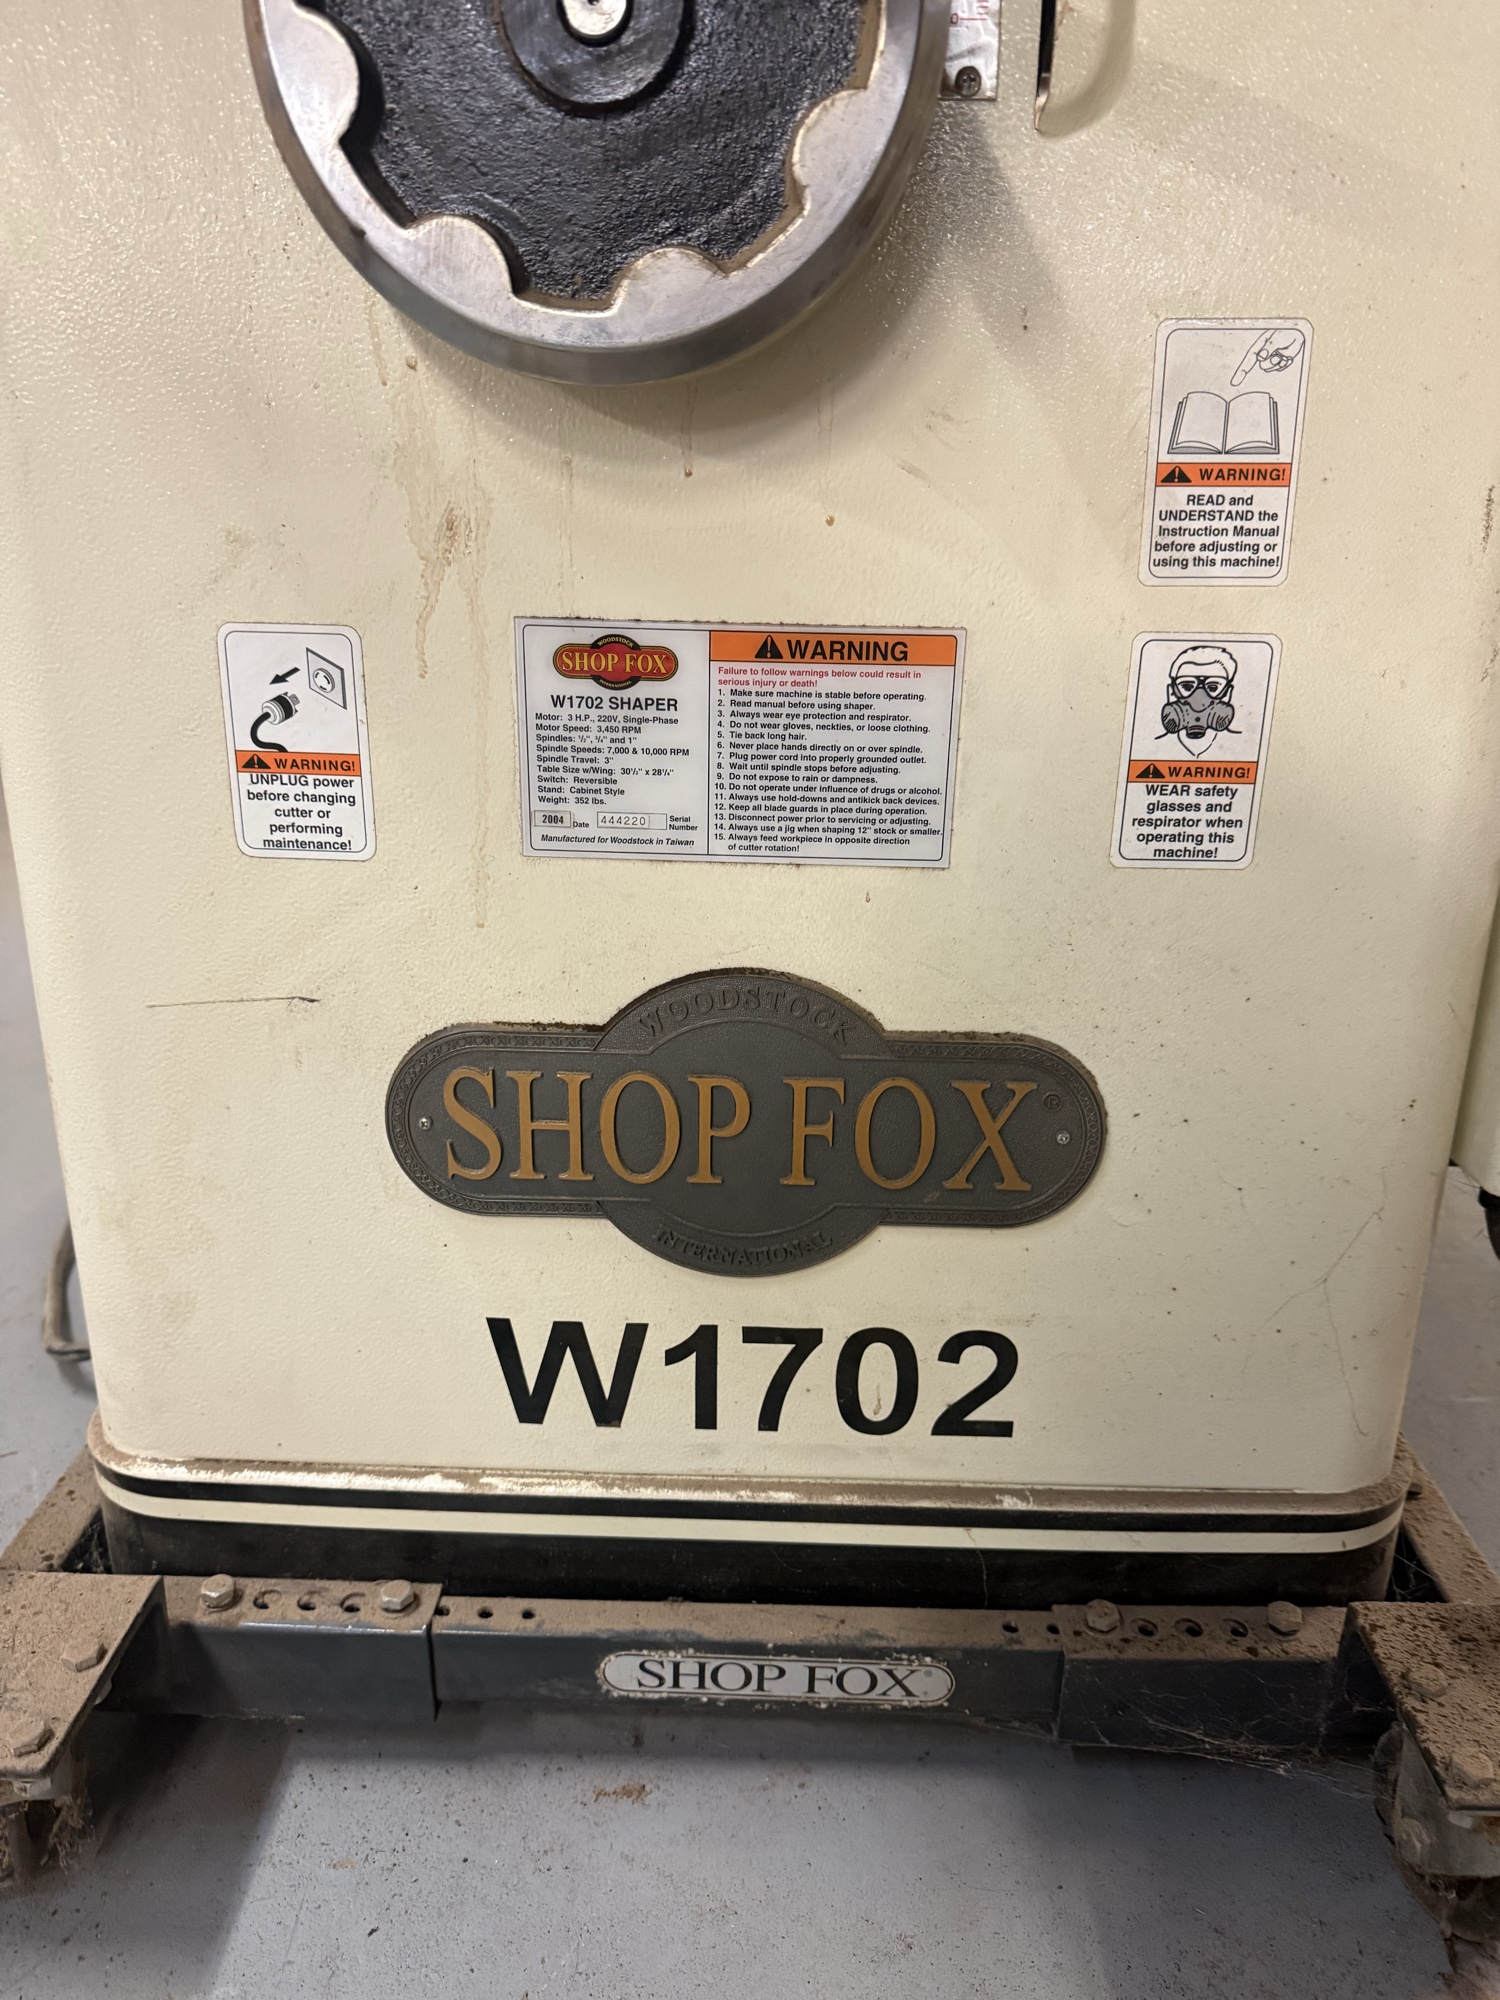 READ and
UNDERSTAND the
Instruction Manual
before adjusting or
using this machine!
WARNING!
UNPLUG power
before changing
cutter or
performing
maintenance!
WOODSTOCK
SHOP FOX
INTERNATIONAL
W1702 SHAPER
Motor: 3 H.P., 220V, Single-Phase
Motor Speed: 3,450 RPM
Spindles: 1/2", 3/4" and 1"
Spindle Speeds: 7,000 & 10,000 RPM
Spindle Travel: 3"
Table Size w/Wing: 30 1/2" x 28 1/4"
Switch: Reversible
Stand: Cabinet Style
Weight: 352 lbs.
2004 Date 444220 Serial Number
Manufactured for Woodstock in Taiwan
WARNING
Failure to follow warnings below could result in
serious injury or death!
1. Make sure machine is stable before operating.
2. Read manual before using shaper.
3. Always wear eye protection and respirator.
4. Do not wear gloves, neckties, or loose clothing.
5. Tie back long hair.
6. Never place hands directly on or over spindle.
7. Plug power cord into properly grounded outlet.
8. Wait until spindle stops before adjusting.
9. Do not expose to rain or dampness.
10. Do not operate under influence of drugs or alcohol.
11. Always use hold-downs and antikick back devices.
12. Keep all blade guards in place during operation.
13. Disconnect power prior to servicing or adjusting.
14. Always use a jig when shaping 12" stock or smaller.
15. Always feed workpiece in opposite direction
of cutter rotation!
WARNING!
WEAR safety
glasses and
respirator when
operating this
machine!
WOODSTOCK
SHOP FOX®
INTERNATIONAL
W1702
SHOP FOX®